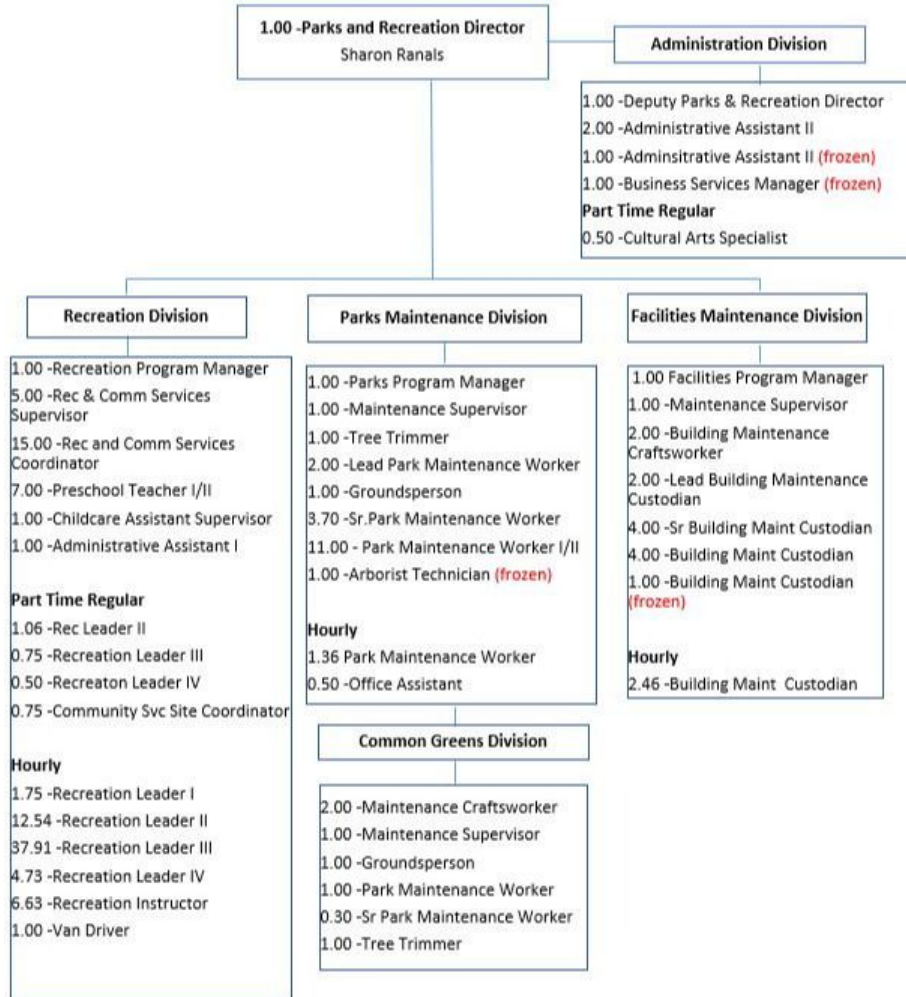 1.00 -Parks and Recreation Director
Sharon Ranals
Administration Division
1.00 -Deputy Parks & Recreation Director
2.00 -Administrative Assistant II
1.00 -Adminsitrative Assistant II (frozen)
1.00 -Business Services Manager (frozen)
Part Time Regular
0.50 -Cultural Arts Specialist
Recreation Division
1.00 -Recreation Program Manager
5.00 -Rec & Comm Services
Supervisor
15.00 -Rec and Comm Services
Coordinator
7.00 -Preschool Teacher I/II
1.00 -Childcare Assistant Supervisor
1.00 -Administrative Assistant I
Part Time Regular
1.06 -Rec Leader II
0.75 -Recreation Leader III
0.50 -Recreaton Leader IV
0.75 -Community Svc Site Coordinator
Hourly
1.75 -Recreation Leader I
12.54 -Recreation Leader II
37.91 -Recreation Leader III
4.73 -Recreation Leader IV
6.63 -Recreation Instructor
1.00 -Van Driver
Parks Maintenance Division
1.00 -Parks Program Manager
1.00 -Maintenance Supervisor
1.00 -Tree Trimmer
2.00 -Lead Park Maintenance Worker
1.00 -Groundsperson
3.70 -Sr.Park Maintenance Worker
11.00 - Park Maintenance Worker I/II
1.00 -Arborist Technician (frozen)
Hourly
1.36 Park Maintenance Worker
0.50 -Office Assistant
Common Greens Division
2.00 -Maintenance Craftsworker
1.00 -Maintenance Supervisor
1.00 -Groundsperson
1.00 -Park Maintenance Worker
0.30 -Sr Park Maintenance Worker
1.00 -Tree Trimmer
Facilities Maintenance Division
1.00 Facilities Program Manager
1.00 -Maintenance Supervisor
2.00 -Building Maintenance
Craftsworker
2.00 -Lead Building Maintenance
Custodian
4.00 -Sr Building Maint Custodian
4.00 -Building Maint Custodian
1.00 -Building Maint Custodian
(frozen)
Hourly
2.46 -Building Maint Custodian